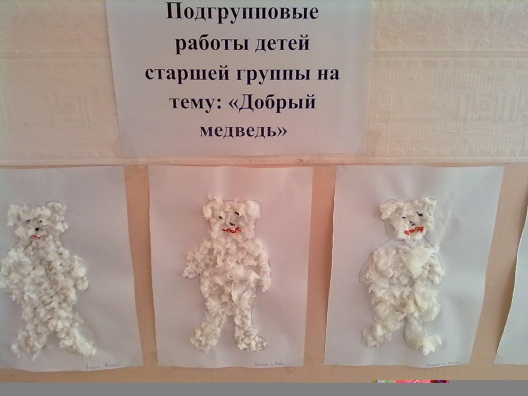 Подгрупповые
работы детей
старшей группы на
тему: «Добрый
медведь»